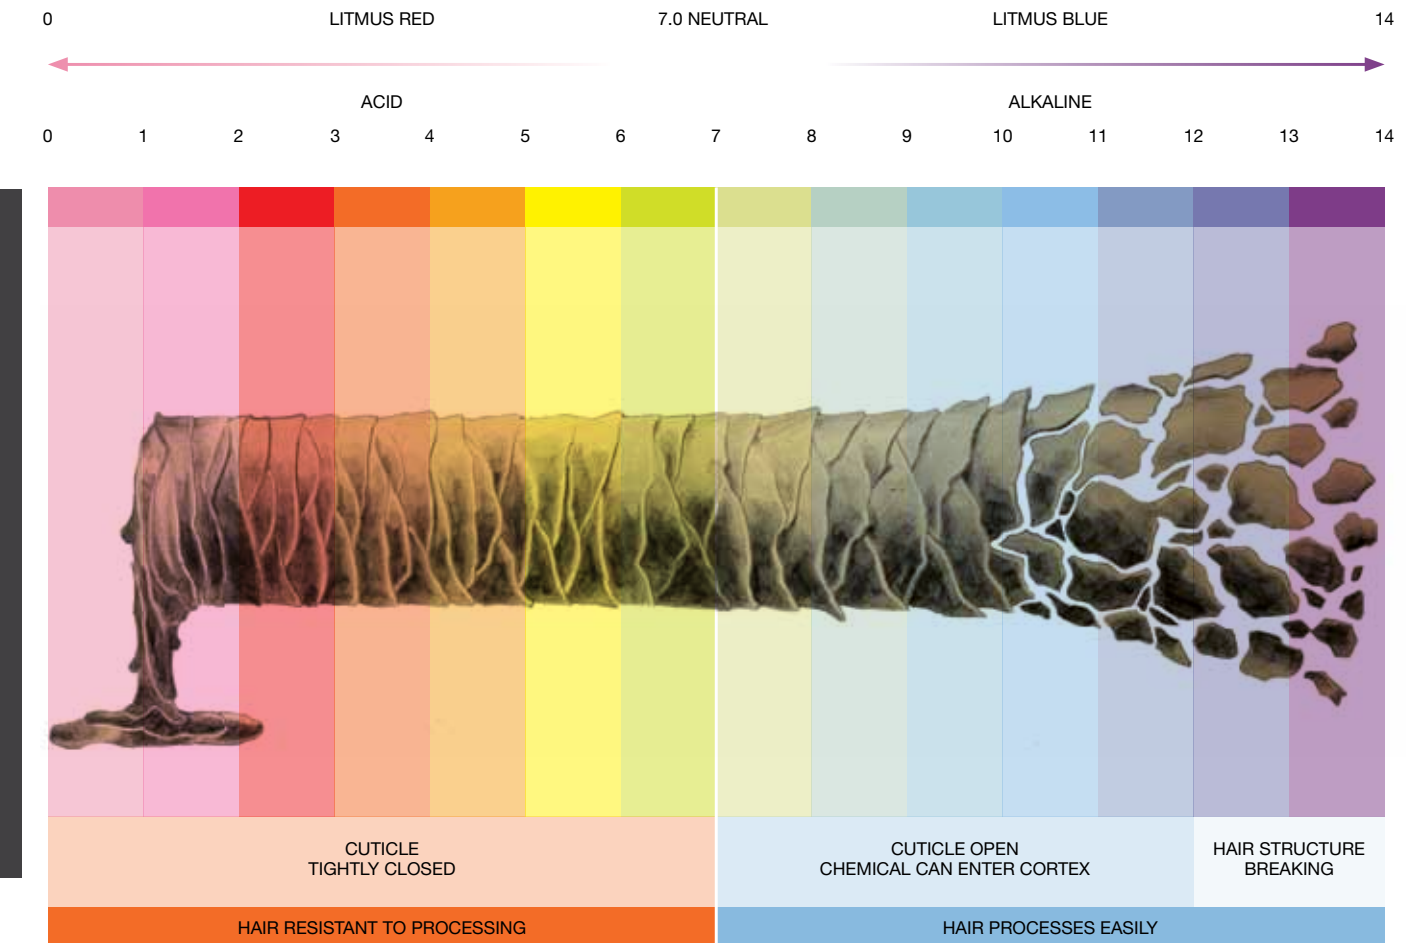 0 LITMUS RED 7.0 NEUTRAL LITMUS BLUE 14
ACID ALKALINE
0 1 2 3 4 5 6 7 8 9 10 11 12 13 14
CUTICLE
TIGHTLY CLOSED
CUTICLE OPEN
CHEMICAL CAN ENTER CORTEX
HAIR STRUCTURE
BREAKING
HAIR RESISTANT TO PROCESSING HAIR PROCESSES EASILY